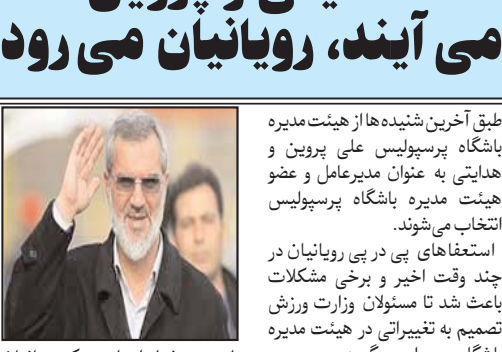 می آیند، رویانیان می رود
طبق آخرین شنیده‌ها از هیئت مدیره
باشگاه پرسپولیس علی پروین و
هدایتی به عنوان مدیرعامل و عضو
هیئت مدیره باشگاه پرسپولیس
انتخاب می‌شوند.
استعفاهای پی در پی رویانیان در
چند وقت اخیر و برخی مشکلات
باعث شد تا مسئولان وزارت ورزش
تصمیم به تغییراتی در هیئت مدیره